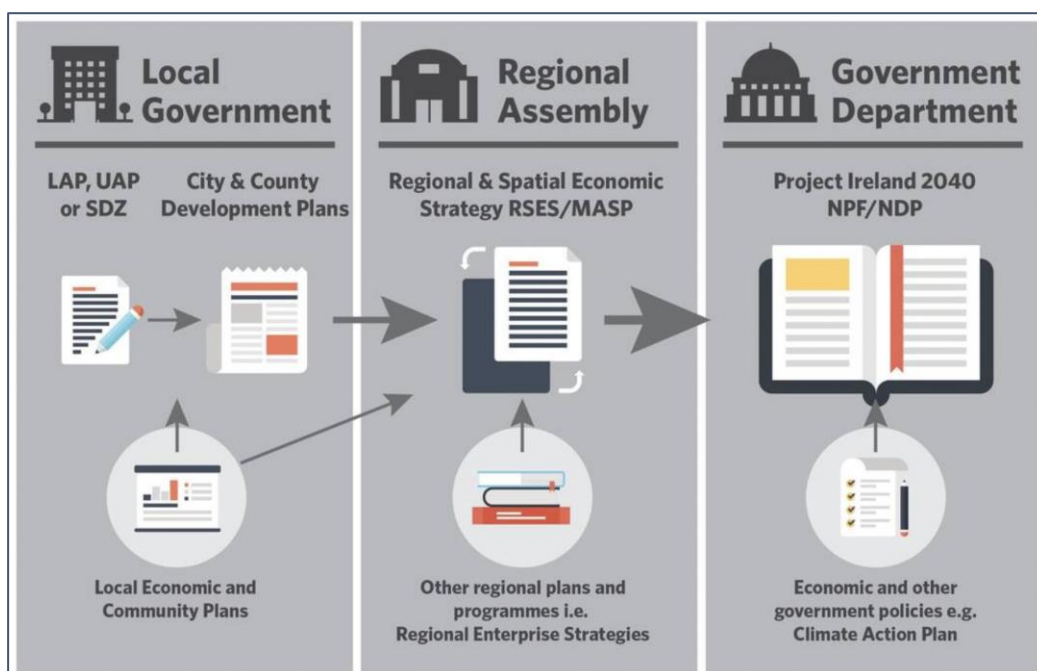 Local
Government
LAP, UAP
or SDZ
City & County
Development Plans
Local Economic and
Community Plans
Regional
Assembly
Regional & Spatial Economic
Strategy RSES/MASP
Other regional plans and
programmes i.e.
Regional Enterprise Strategies
Government
Department
Project Ireland 2040
NPF/NDP
Economic and other
government policies e.g.
Climate Action Plan